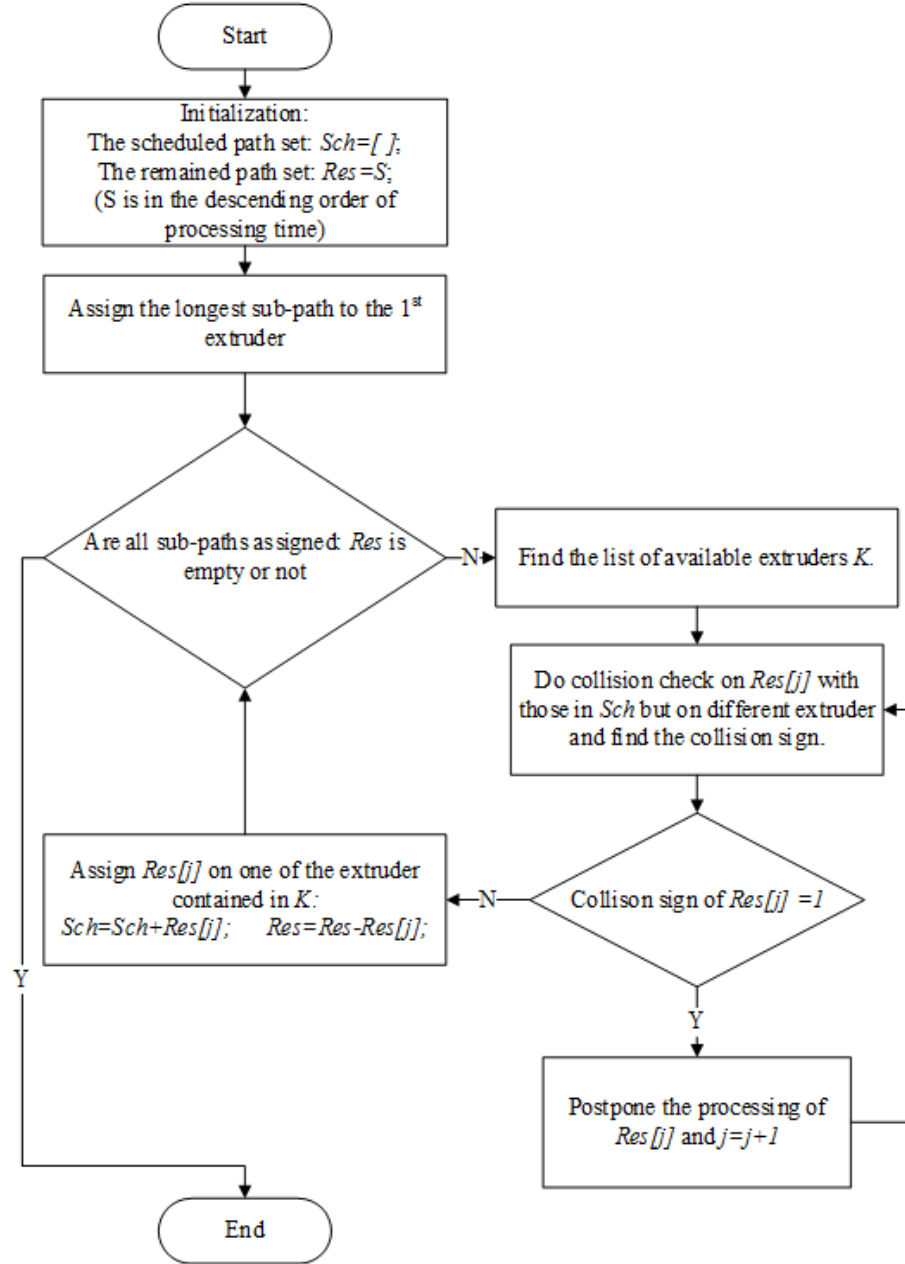 Start
Initialization:
The scheduled path set: Sch=[ ];
The remained path set: Res=S;
(S is in the descending order of
processing time)
Assign the longest sub-path to the 1st
extruder
Are all sub-paths assigned: Res is
empty or not
N
Find the list of available extruders K.
Do collision check on Res[j] with
those in Sch but on different extruder
and find the collision sign.
Collison sign of Res[j] =1
N
Assign Res[j] on one of the extruder
contained in K:
Sch=Sch+Res[j]; Res=Res-Res[j];
Y
Postpone the processing of
Res[j] and j=j+1
Y
End